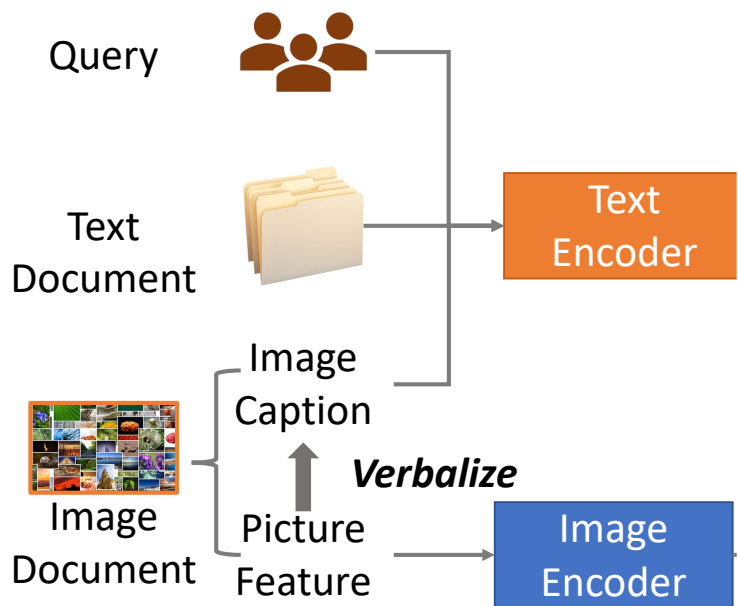 Query
Text
Document
Text
Encoder
Image
Caption
Verbalize
Image
Document
Picture
Feature
Image
Encoder